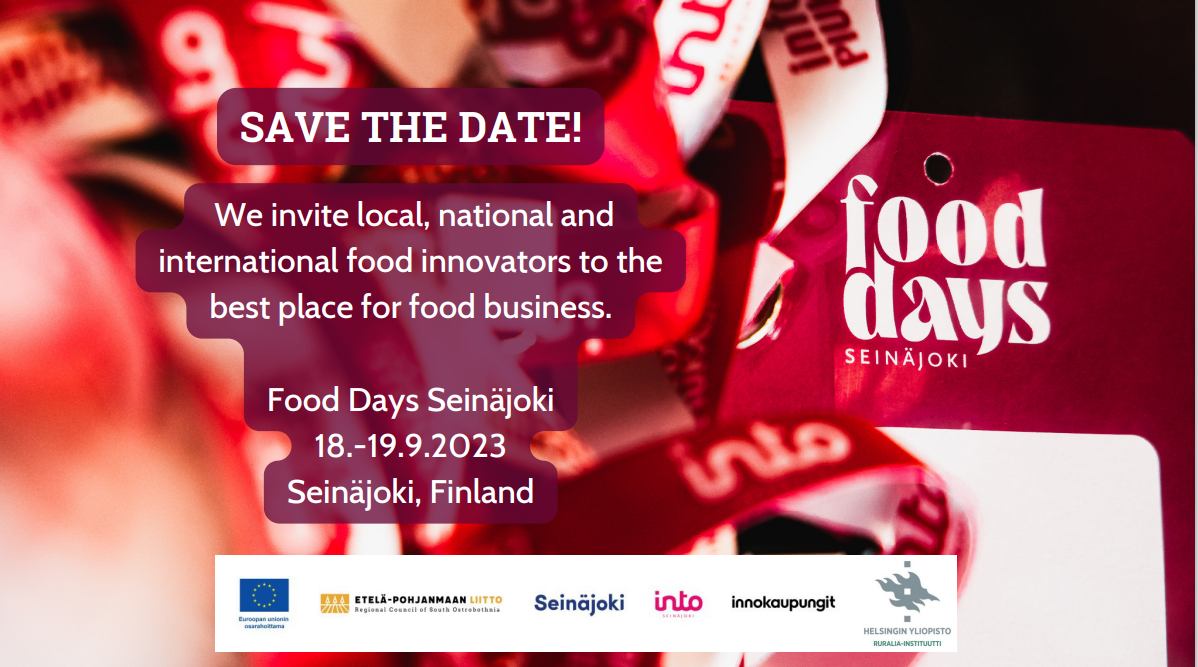 SAVE THE DATE!
We invite local, national and
international food innovators to the
best place for food business.
Food Days Seinäjoki
18.-19.9.2023
Seinäjoki, Finland
food
days
SEINÄJOKI
into
Euroopan unionin
osarahoittama
ETELÄ-POHJANMAAN LIITTO
Regional Council of South Ostrobothnia
Seinäjoki
into
SEINÄJOKI
innokaupungit
HELSINGIN YLIOPISTO
RURALIA-INSTITUUTTI